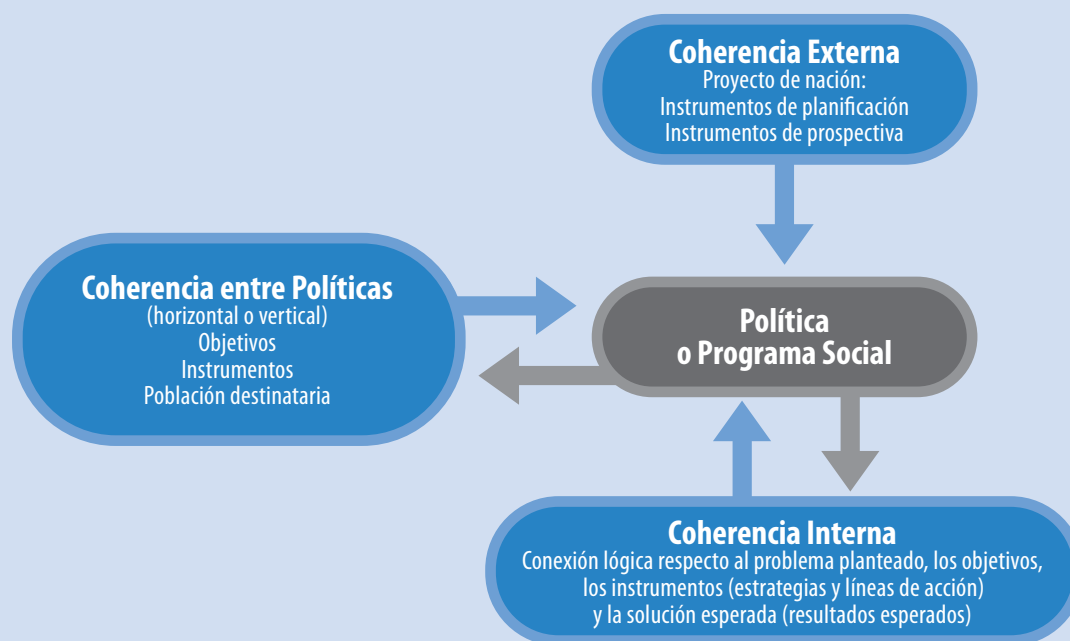 Coherencia Externa
Proyecto de nación:
Instrumentos de planificación
Instrumentos de prospectiva
Coherencia entre Políticas
(horizontal o vertical)
Objetivos
Instrumentos
Población destinataria
Política
o Programa Social
Coherencia Interna
Conexión lógica respecto al problema planteado, los objetivos,
los instrumentos (estrategias y líneas de acción)
y la solución esperada (resultados esperados)